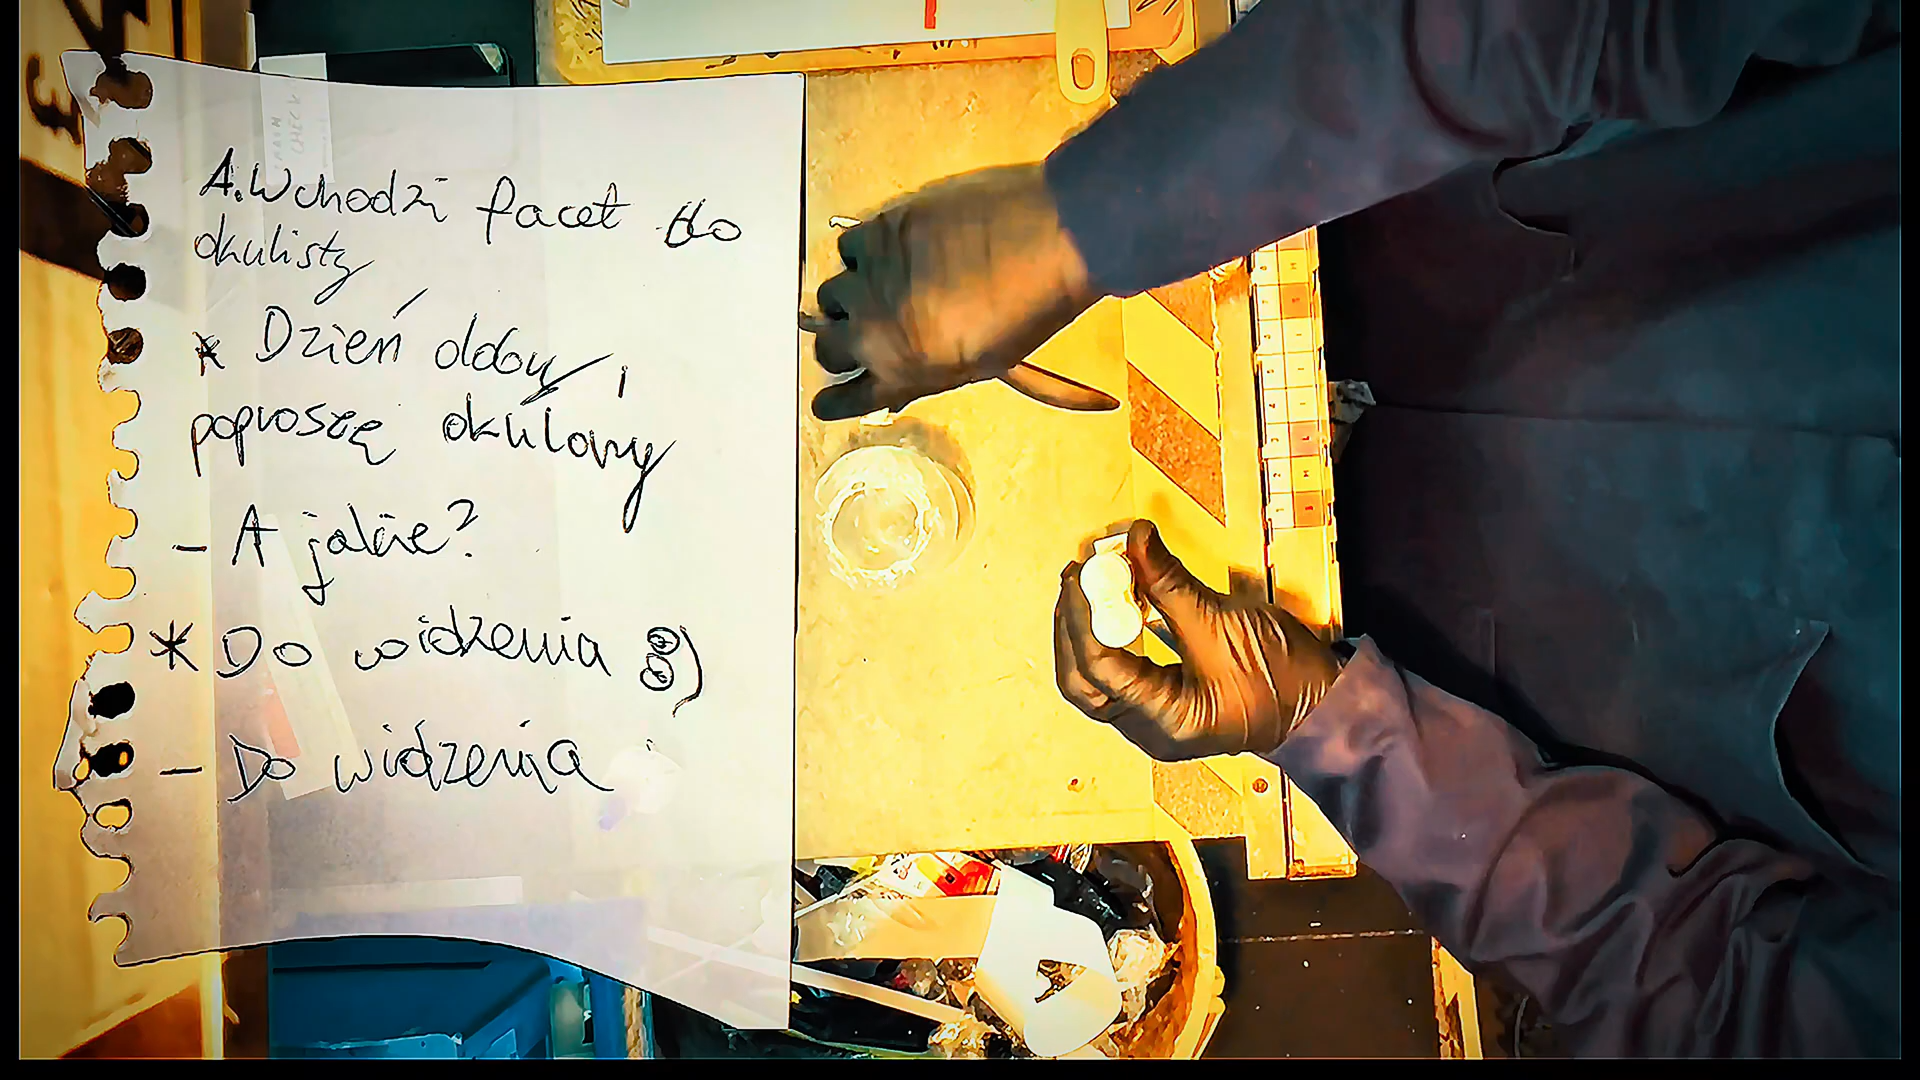 A. Wchodzi facet do
okulisty
* Dzień dobry i
poproszę okulary
- A jakie?
* Do widzenia 8)
- Do widzenia